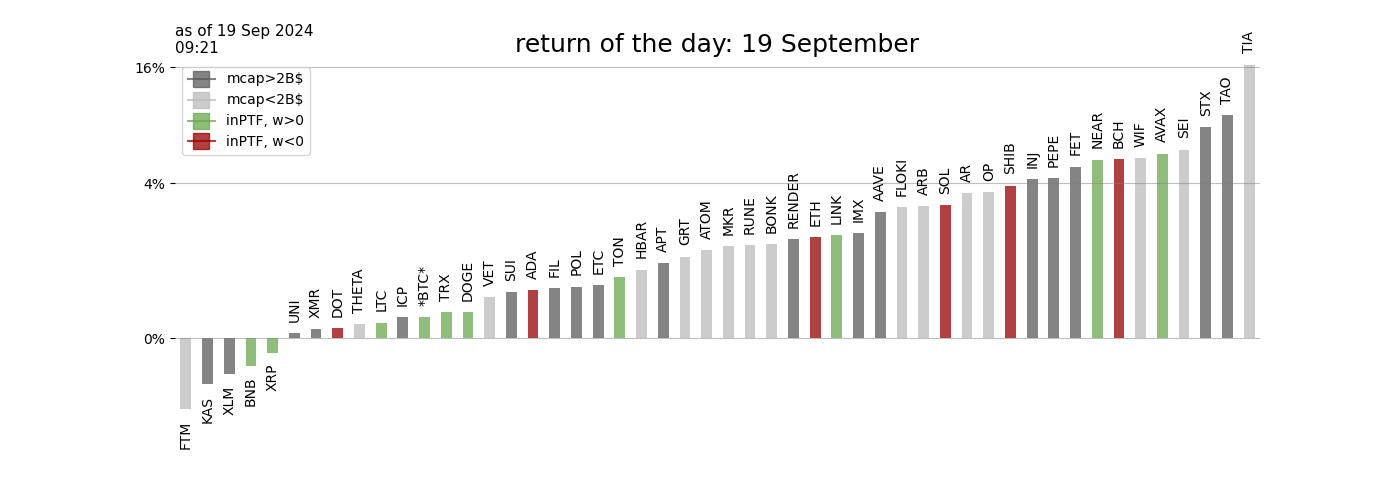 as of 19 Sep 2024
09:21
return of the day: 19 September
16%
4%
0%
mcap>2B$
mcap<2B$
inPTF, w>0
inPTF, w<0
FTM
KAS
XLM
BNB
XRP
UNI
XMR
DOT
THETA
LTC
ICP
*BTC*
TRX
DOGE
VET
SUI
ADA
FIL
POL
ETC
TON
HBAR
APT
GRT
ATOM
MKR
RUNE
BONK
RENDER
ETH
LINK
IMX
AAVE
FLOKI
ARB
SOL
AR
OP
SHIB
INJ
PEPE
FET
NEAR
BCH
WIF
AVAX
SEI
STX
TAO
TIA